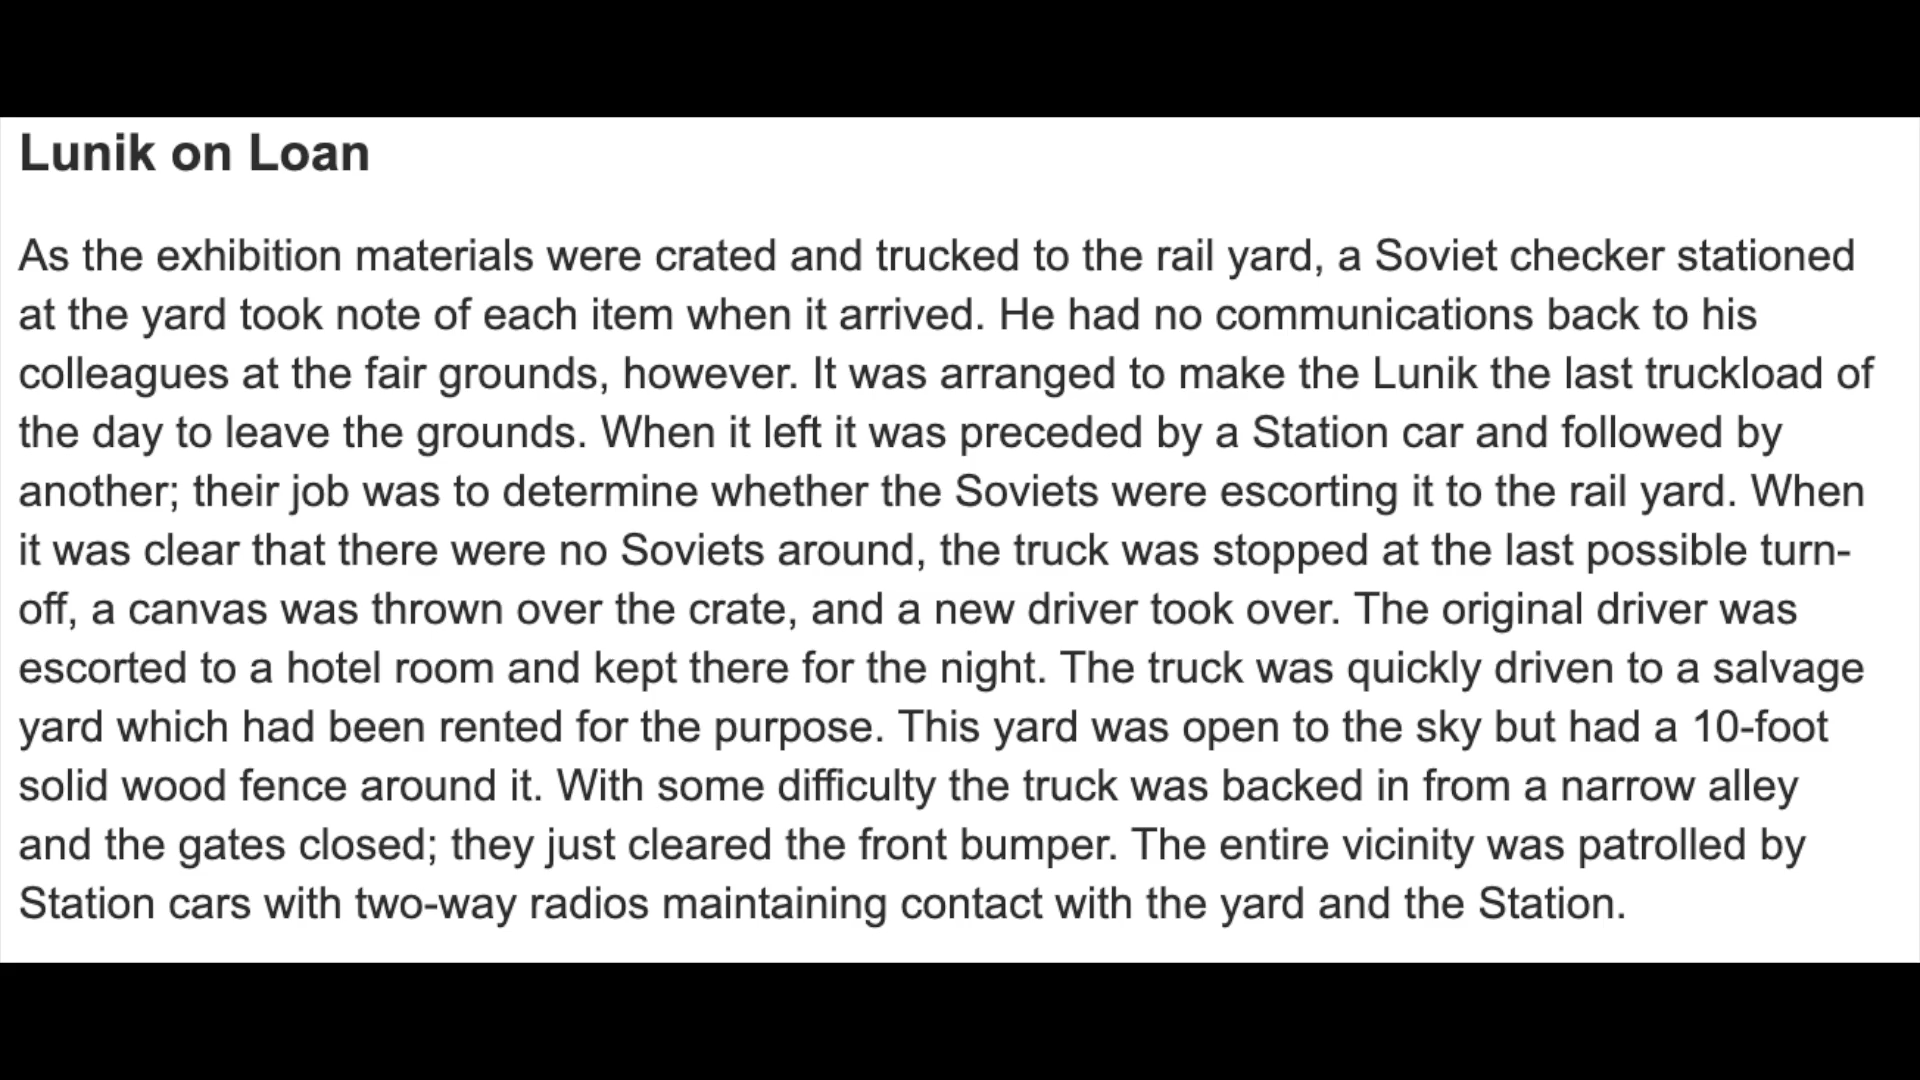 Lunik on Loan
As the exhibition materials were crated and trucked to the rail yard, a Soviet checker stationed
at the yard took note of each item when it arrived. He had no communications back to his
colleagues at the fair grounds, however. It was arranged to make the Lunik the last truckload of
the day to leave the grounds. When it left it was preceded by a Station car and followed by
another; their job was to determine whether the Soviets were escorting it to the rail yard. When
it was clear that there were no Soviets around, the truck was stopped at the last possible turn-
off, a canvas was thrown over the crate, and a new driver took over. The original driver was
escorted to a hotel room and kept there for the night. The truck was quickly driven to a salvage
yard which had been rented for the purpose. This yard was open to the sky but had a 10-foot
solid wood fence around it. With some difficulty the truck was backed in from a narrow alley
and the gates closed; they just cleared the front bumper. The entire vicinity was patrolled by
Station cars with two-way radios maintaining contact with the yard and the Station.